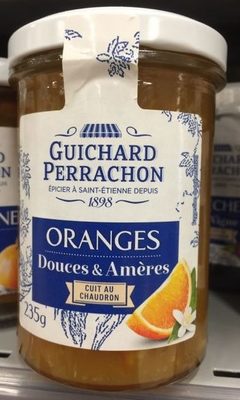 GUICHARD
PERRACHON
ÉPICIER À SAINT-ÉTIENNE DEPUIS
1898
ORANGES
Douces & Amères
CUIT AU
CHAUDRON
235g